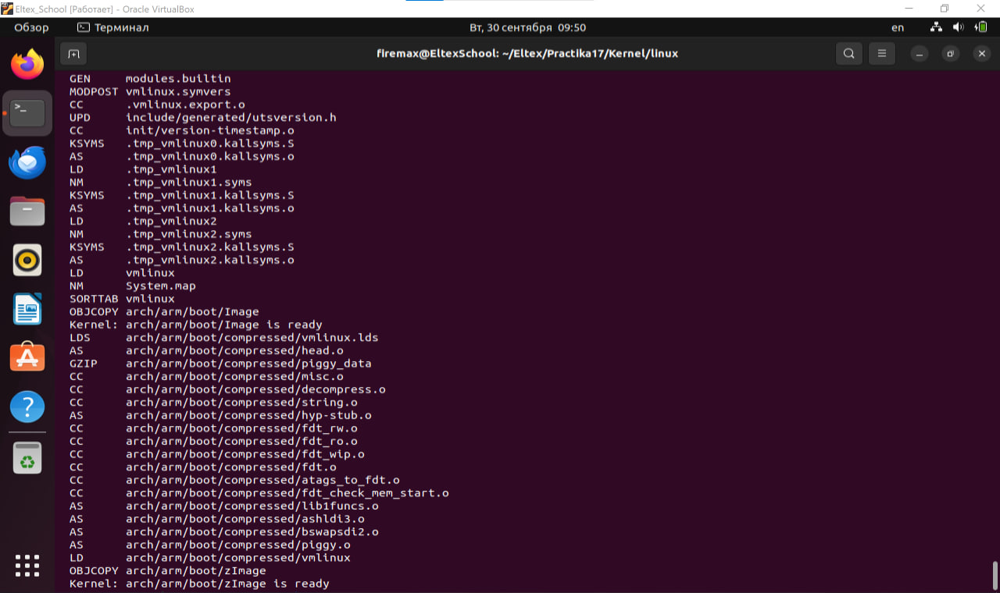 Eltex_School [Работает] - Oracle VirtualBox
Обзор Терминал Вт, 30 сентября 09:50 en
firemax@EltexSchool: ~/Eltex/Practika17/Kernel/linux
GEN modules.builtin
MODPOST vmlinux.symvers
CC .vmlinux.export.o
UPD include/generated/utsversion.h
CC init/version-timestamp.o
KSYMS .tmp_vmlinux0.kallsyms.S
AS .tmp_vmlinux0.kallsyms.o
LD .tmp_vmlinux1
NM .tmp_vmlinux1.syms
KSYMS .tmp_vmlinux1.kallsyms.S
AS .tmp_vmlinux1.kallsyms.o
LD .tmp_vmlinux2
NM .tmp_vmlinux2.syms
KSYMS .tmp_vmlinux2.kallsyms.S
AS .tmp_vmlinux2.kallsyms.o
LD vmlinux
NM System.map
SORTTAB vmlinux
OBJCOPY arch/arm/boot/Image
Kernel: arch/arm/boot/Image is ready
LDS arch/arm/boot/compressed/vmlinux.lds
AS arch/arm/boot/compressed/head.o
GZIP arch/arm/boot/compressed/piggy_data
CC arch/arm/boot/compressed/misc.o
CC arch/arm/boot/compressed/decompress.o
CC arch/arm/boot/compressed/string.o
AS arch/arm/boot/compressed/hyp-stub.o
CC arch/arm/boot/compressed/fdt_rw.o
CC arch/arm/boot/compressed/fdt_ro.o
CC arch/arm/boot/compressed/fdt_wip.o
CC arch/arm/boot/compressed/fdt.o
CC arch/arm/boot/compressed/atags_to_fdt.o
CC arch/arm/boot/compressed/fdt_check_mem_start.o
AS arch/arm/boot/compressed/lib1funcs.o
AS arch/arm/boot/compressed/ashldi3.o
AS arch/arm/boot/compressed/bswapsdi2.o
AS arch/arm/boot/compressed/piggy.o
LD arch/arm/boot/compressed/vmlinux
OBJCOPY arch/arm/boot/zImage
Kernel: arch/arm/boot/zImage is ready